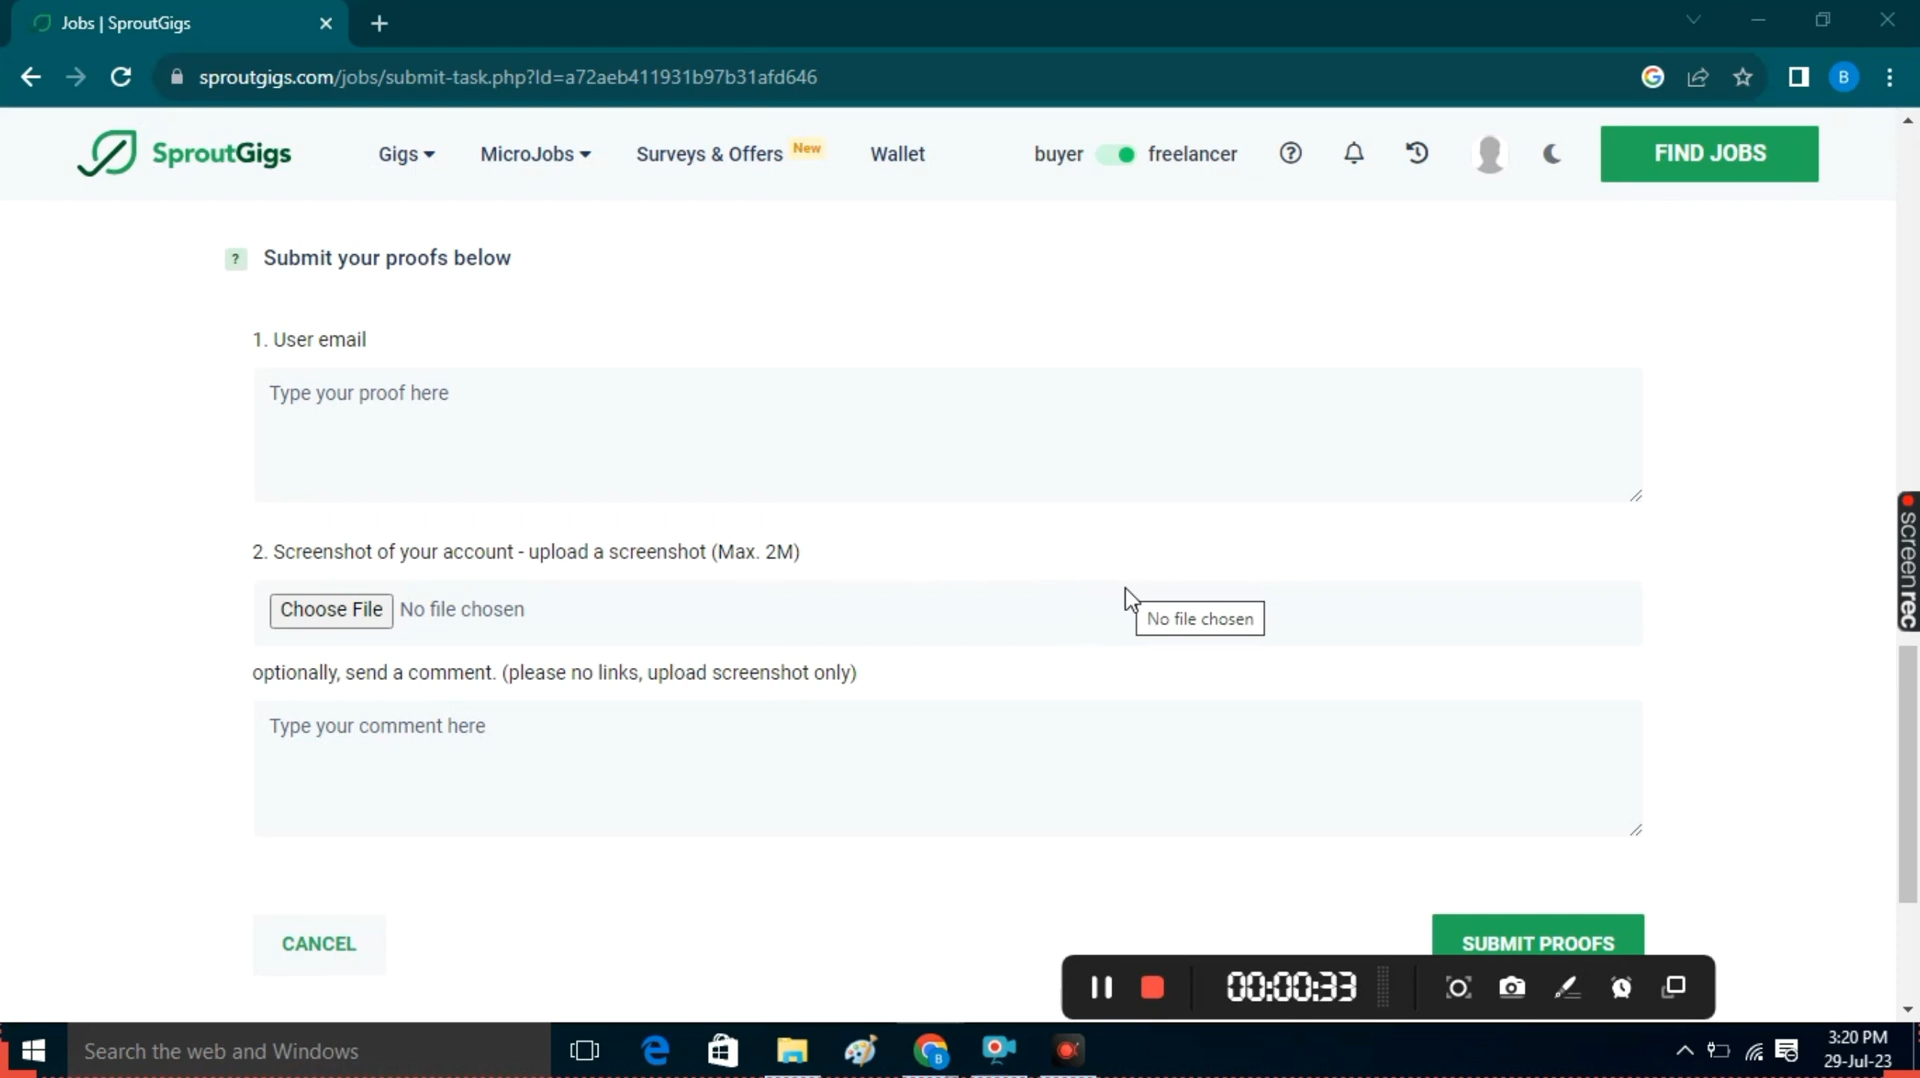 Jobs | SproutGigs
sproutgigs.com/jobs/submit-task.php?Id=a72aeb411931b97b31afd646
B
SproutGigs
Gigs
MicroJobs
Surveys & Offers New
Wallet
buyer
freelancer
FIND JOBS
? Submit your proofs below
1. User email
Type your proof here
2. Screenshot of your account - upload a screenshot (Max. 2M)
Choose File No file chosen
No file chosen
optionally, send a comment. (please no links, upload screenshot only)
Type your comment here
CANCEL
SUBMIT PROOFS
screenrec
00:00:33
Search the web and Windows
B
3:20 PM
29-Jul-23